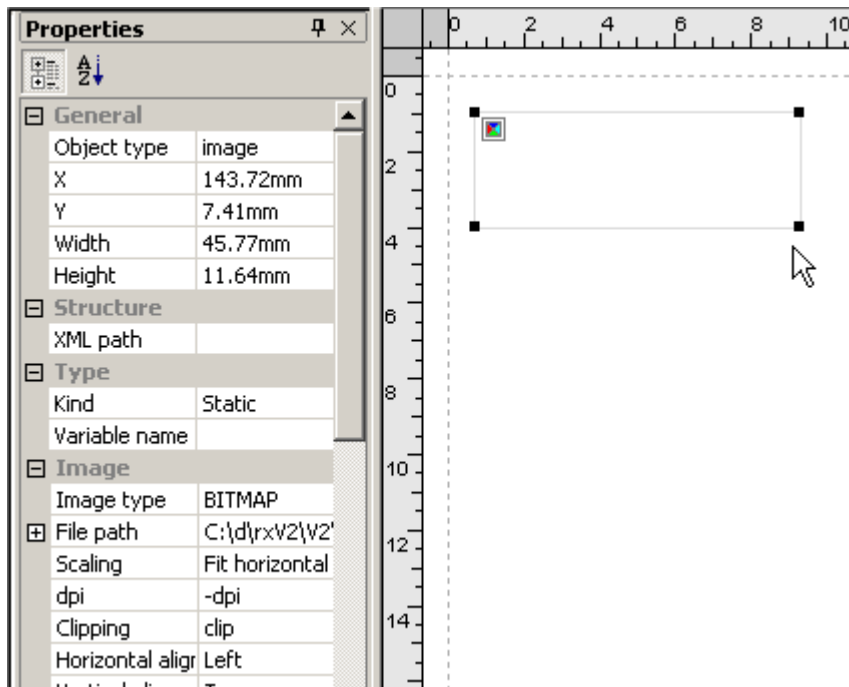 Properties
0 2 4 6 8 10
A
Z
General
Object type image
X 143.72mm
Y 7.41mm
Width 45.77mm
Height 11.64mm
Structure
XML path
Type
Kind Static
Variable name
Image
Image type BITMAP
File path C:\d\rxV2\V2'
Scaling Fit horizontal
dpi -dpi
Clipping clip
Horizontal aligr Left
0
2
4
6
8
10
12
14